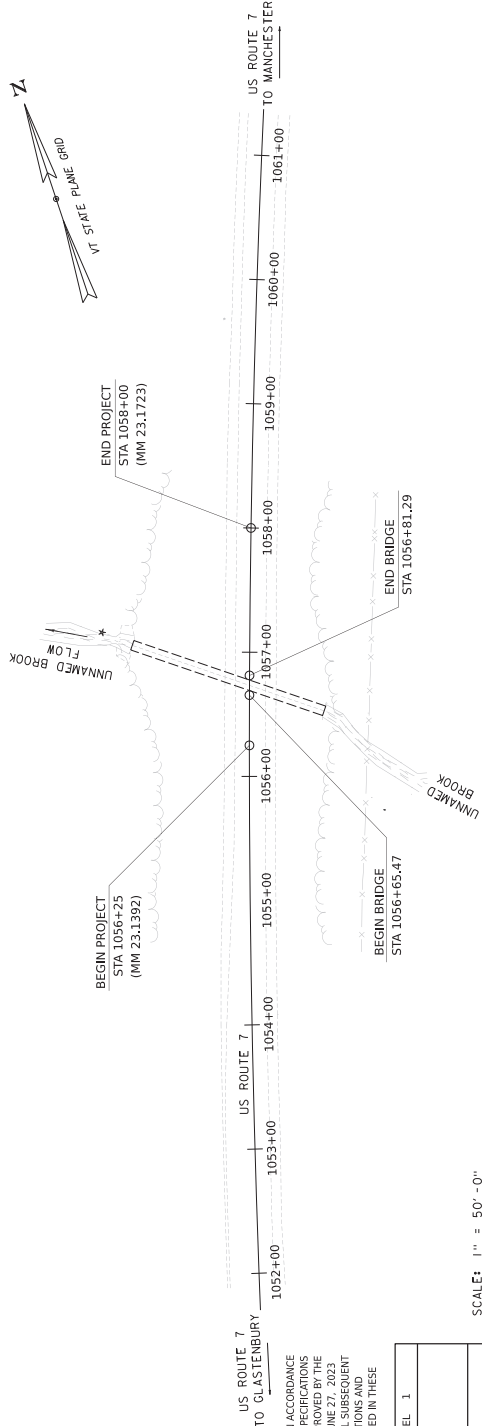 US ROUTE 7
TO GLASTENBURY
US ROUTE 7
TO MANCHESTER
VT STATE PLANE GRID
N
BEGIN PROJECT
STA 1056+25
(MM 23.1392)
END PROJECT
STA 1058+00
(MM 23.1723)
UNNAMED BROOK
FLOW
US ROUTE 7
1052+00
1053+00
1054+00
1055+00
1056+00
1057+00
1058+00
1059+00
1060+00
1061+00
BEGIN BRIDGE
STA 1056+65.47
END BRIDGE
STA 1056+81.29
UNNAMED
BROOK
ACCORDANCE
PECIFICATIONS
ROVED BY THE
NE 27, 2023
SUBSEQUENT
TIONS AND
ED IN THESE
EL 1
SCALE: 1" = 50'-0"